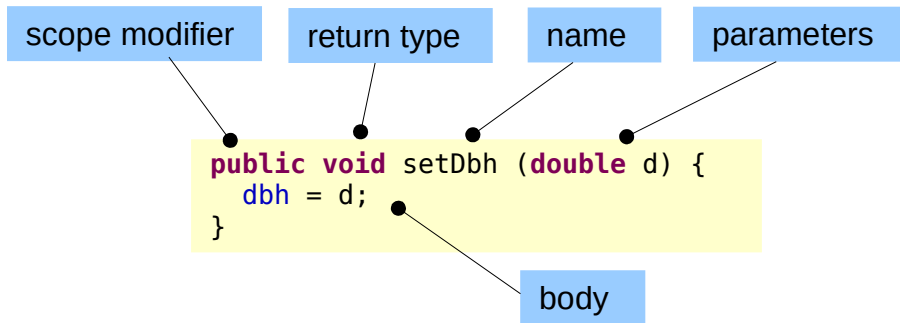 scope modifier
return type
name
parameters
public void setDbh (double d) {
  dbh = d;
}
body